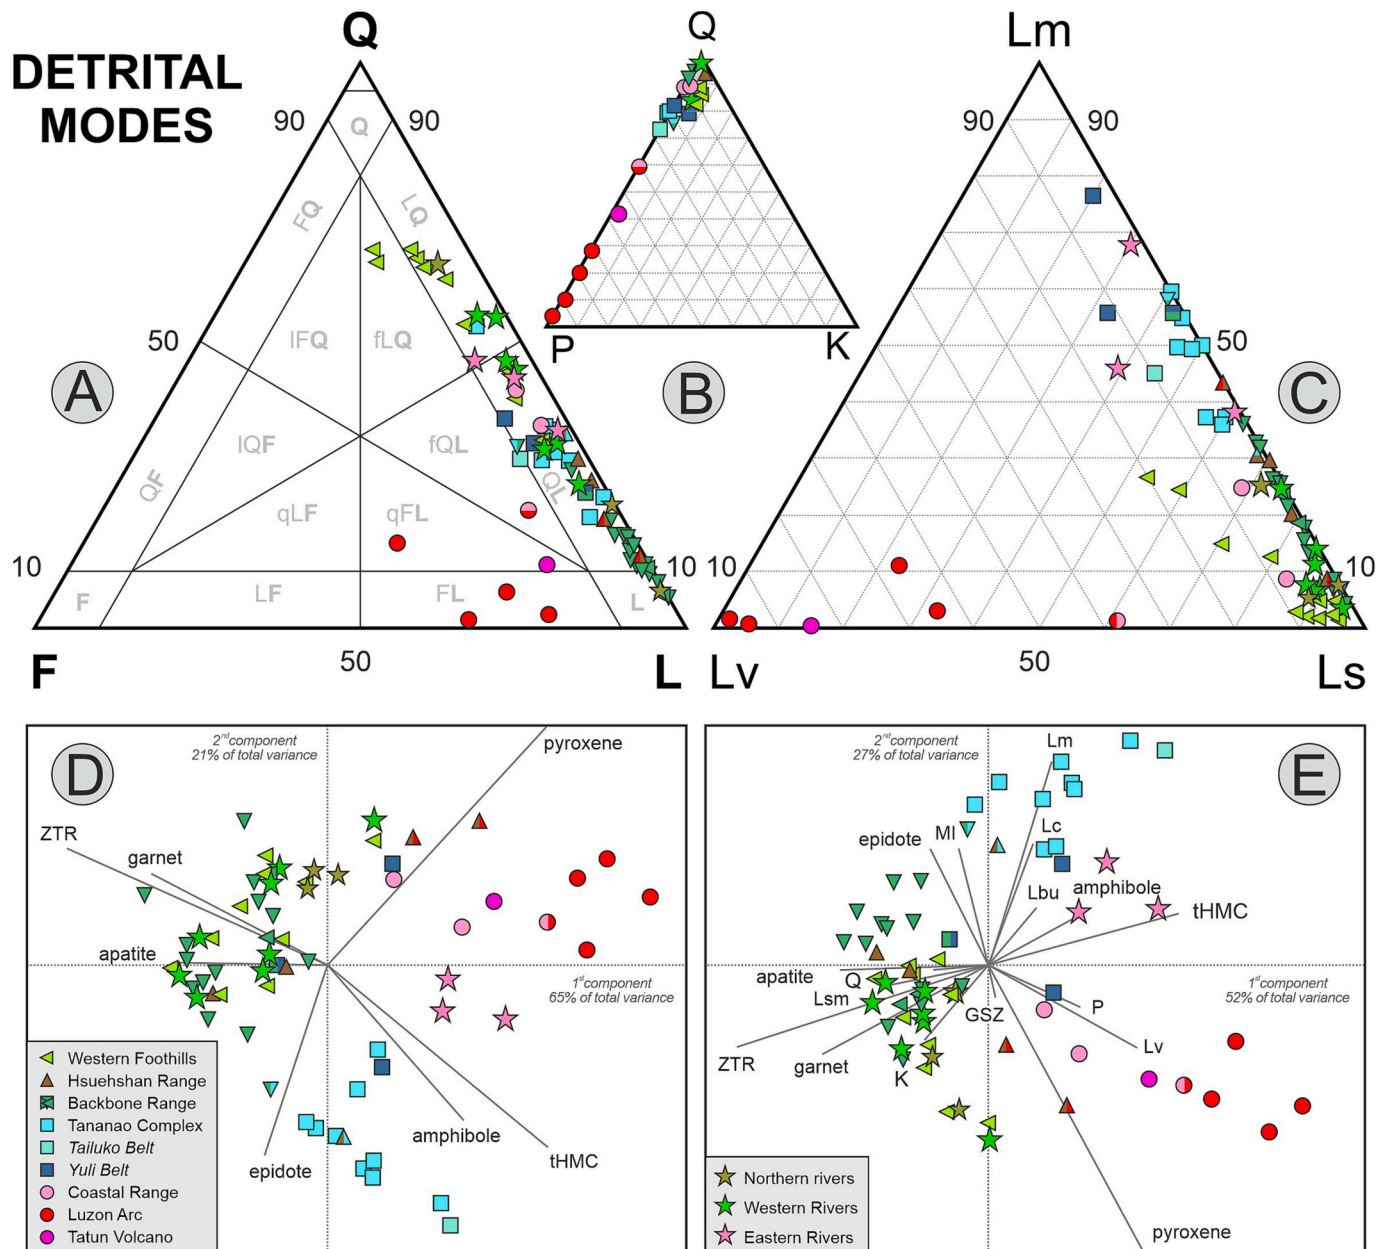 DETRITAL
MODES
Q
90
90
Q
FQ
LQ
50
lFQ
fLQ
A
lQF
fQL
QF
QL
qLF
qFL
10
10
F
LF
FL
L
F
50
L
Q
P
K
B
Lm
90
90
50
C
10
10
Lv
50
Ls
D
2nd component
21% of total variance
pyroxene
ZTR
garnet
apatite
1st component
65% of total variance
amphibole
tHMC
epidote
Western Foothills
Hsuehshan Range
Backbone Range
Tananao Complex
Tailuko Belt
Yuli Belt
Coastal Range
Luzon Arc
Tatun Volcano
E
2nd component
27% of total variance
Lm
epidote
MI
Lc
Lbu
amphibole
tHMC
apatite
Q
Lsm
GSZ
P
1st component
52% of total variance
Lv
ZTR
garnet
K
pyroxene
Northern rivers
Western Rivers
Eastern Rivers